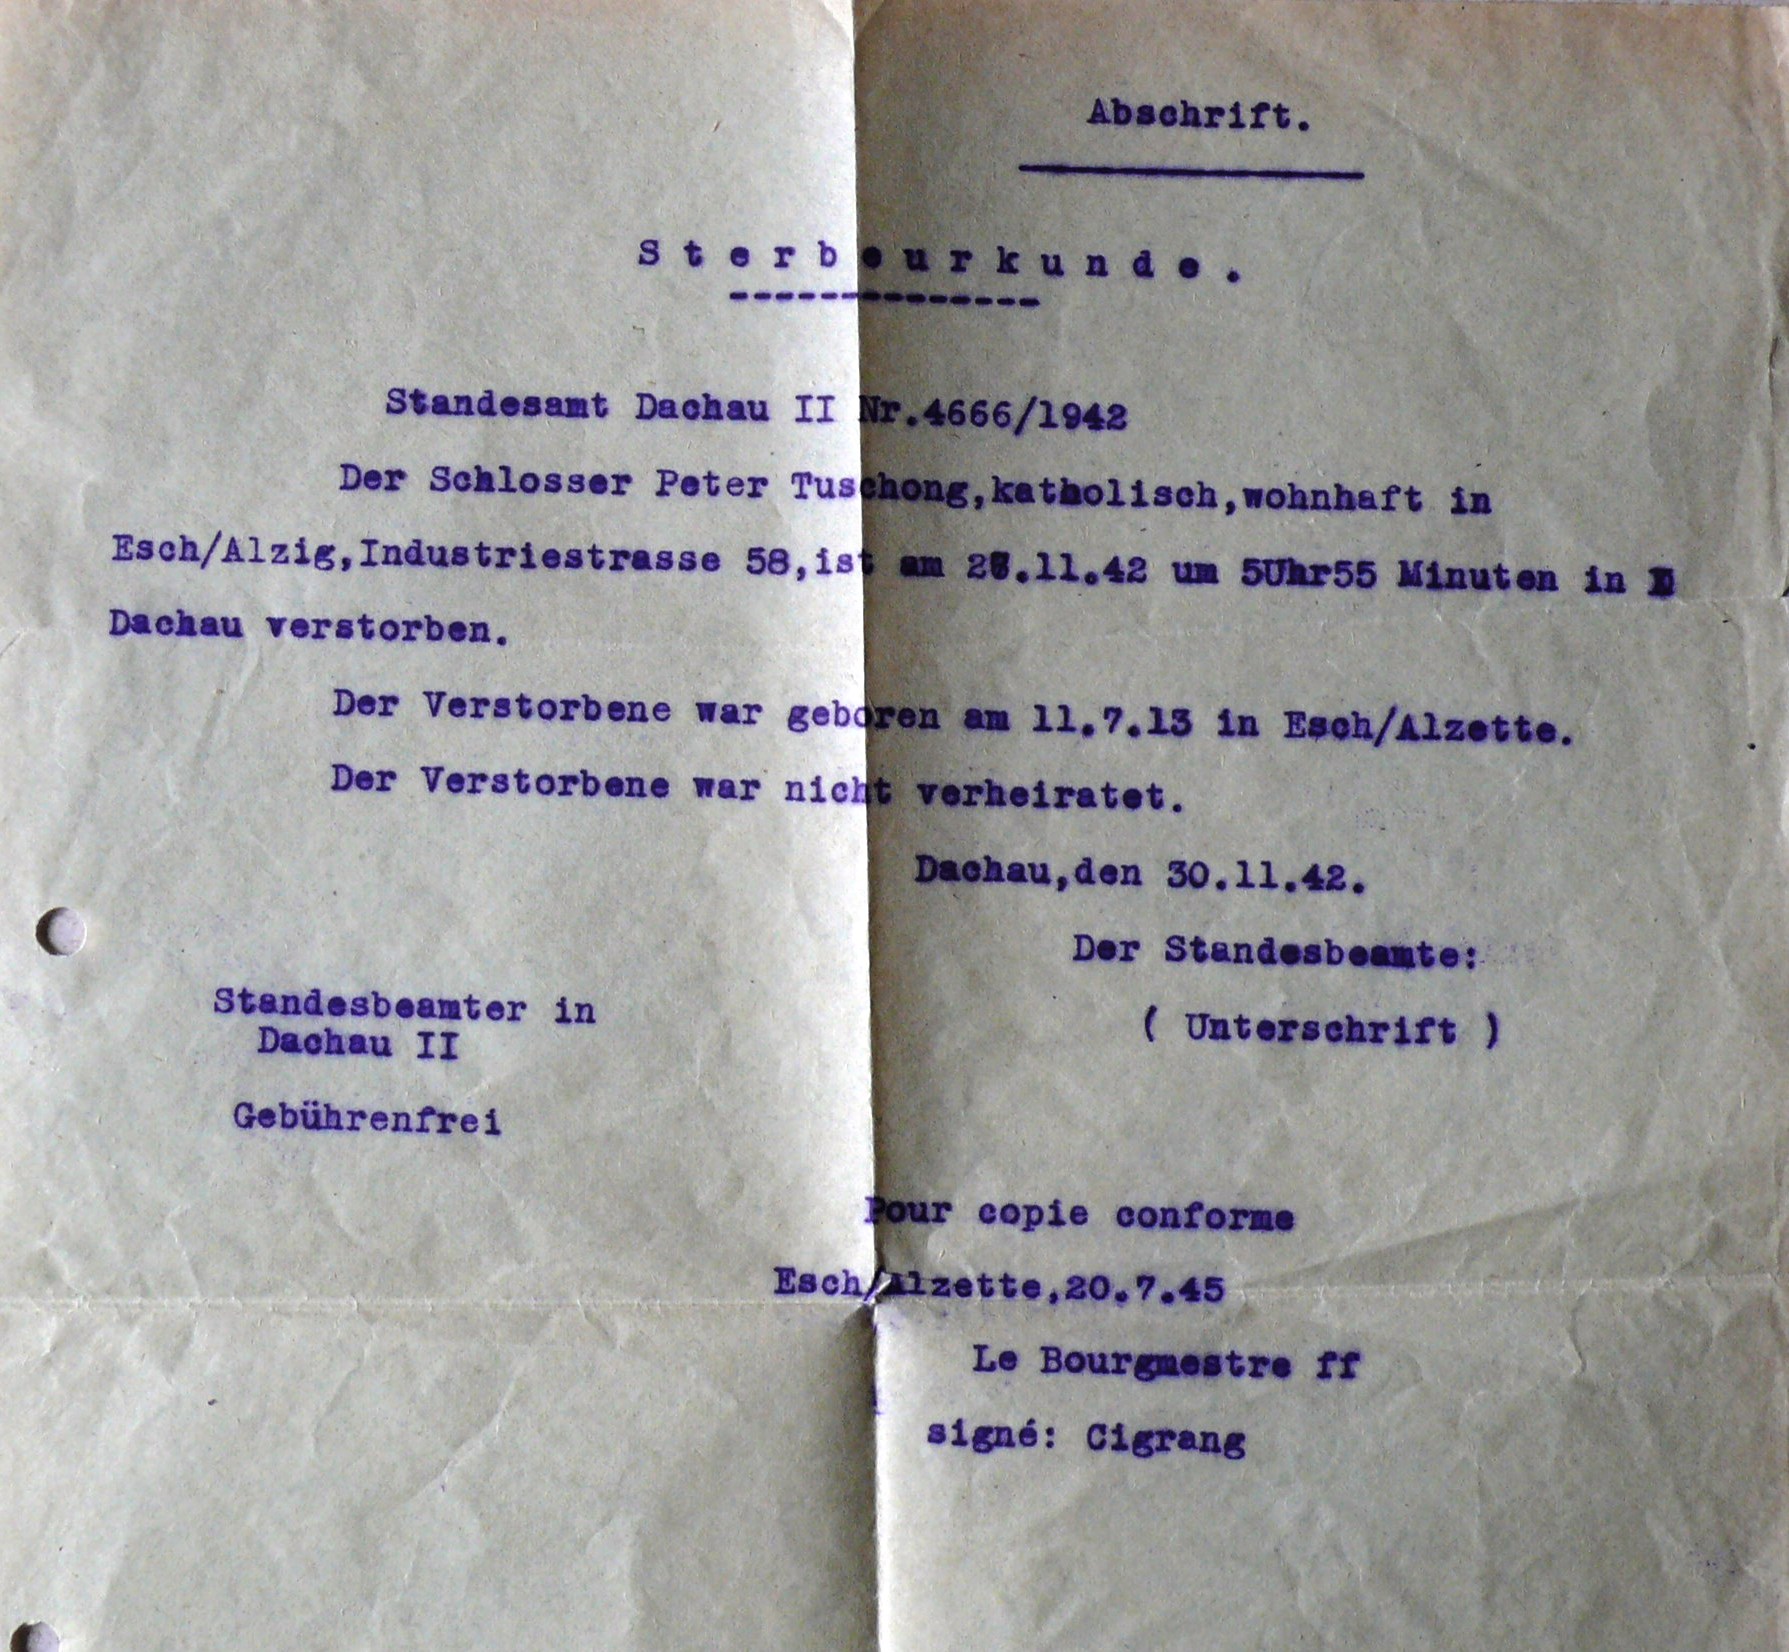 Abschrift.
Sterbeurkunde.
Standesamt Dachau II Nr.4666/1942
Der Schlosser Peter Tuschong,katholisch,wohnhaft in
Esch/Alzig,Industriestrasse 58,ist am .11.42 um 5Uhr55 Minuten in
Dachau verstorben.
Der Verstorbene war geboren am 11.7.13 in Esch/Alzette.
Der Verstorbene war nicht verheiratet.
Dachau,den 30.11.42.
Der Standesbeamte:
( Unterschrift )
Standesbeamter in
Dachau II
Gebührenfrei
Pour copie conforme
Esch/Alzette,20.7.45
Le Bourgmestre ff
signé: Cigrang